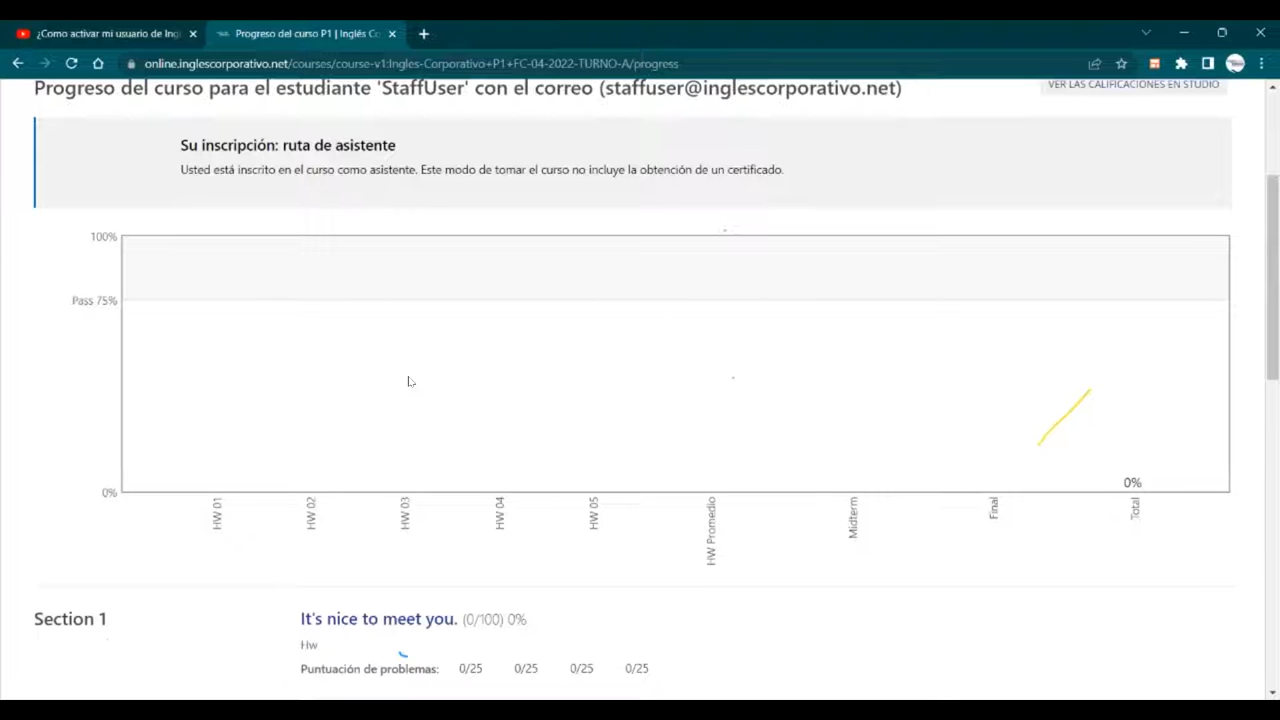 ¿Como activar mi usuario de Ingl
Progreso del curso P1 | Inglés Co
online.inglescorporativo.net/courses/course-v1:Ingles-Corporativo+P1+FC-04-2022-TURNO-A/progress
Progreso del curso para el estudiante 'StaffUser' con el correo (staffuser@inglescorporativo.net)
VER LAS CALIFICACIONES EN STUDIO
Su inscripción: ruta de asistente
Usted está inscrito en el curso como asistente. Este modo de tomar el curso no incluye la obtención de un certificado.
100%
Pass 75%
0%
0%
HW 01
HW 02
HW 03
HW 04
HW 05
HW Promedio
Midterm
Final
Total
Section 1
It's nice to meet you. (0/100) 0%
Hw
Puntuación de problemas: 0/25 0/25 0/25 0/25